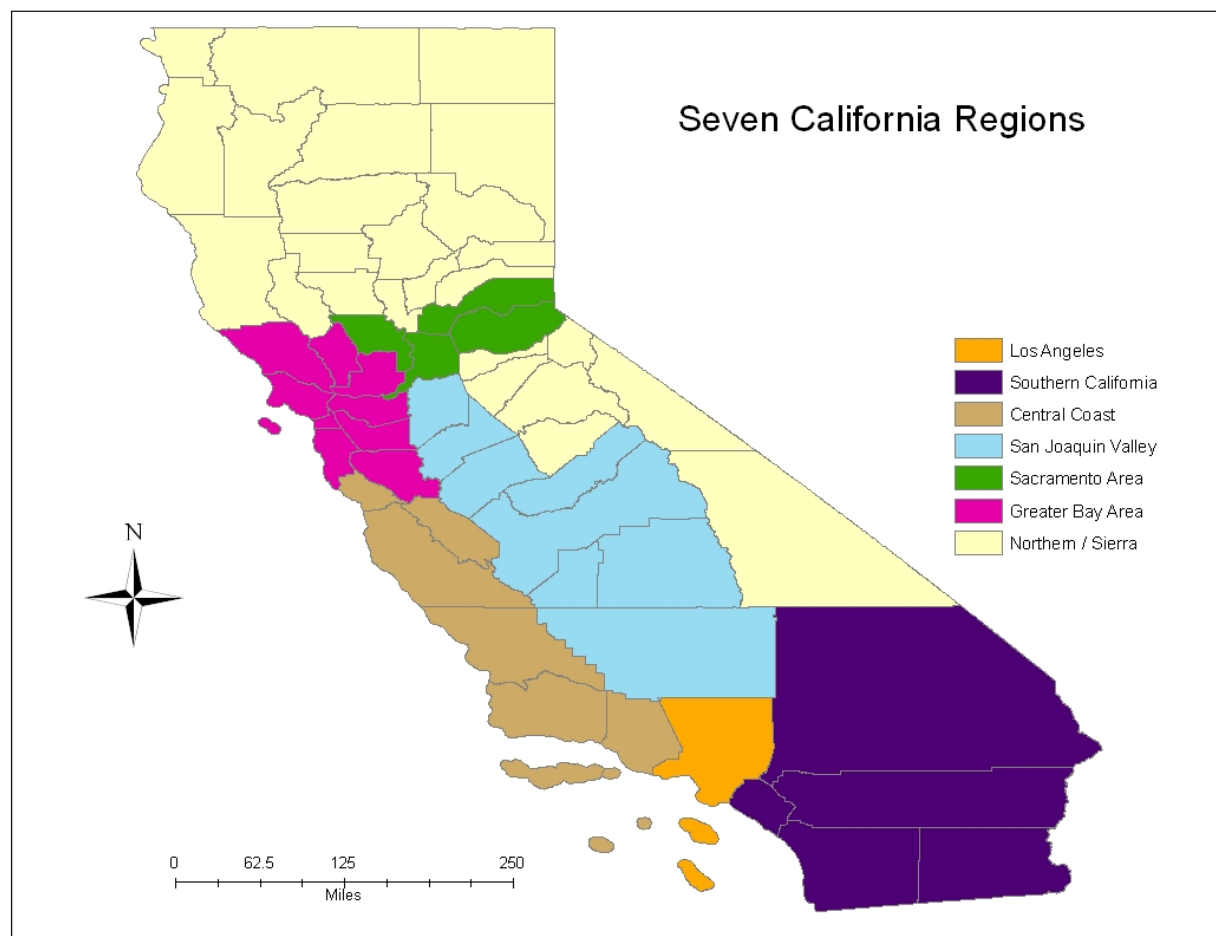 Seven California Regions
Los Angeles
Southern California
Central Coast
San Joaquin Valley
Sacramento Area
Greater Bay Area
Northern / Sierra
N
0 62.5 125 250
Miles